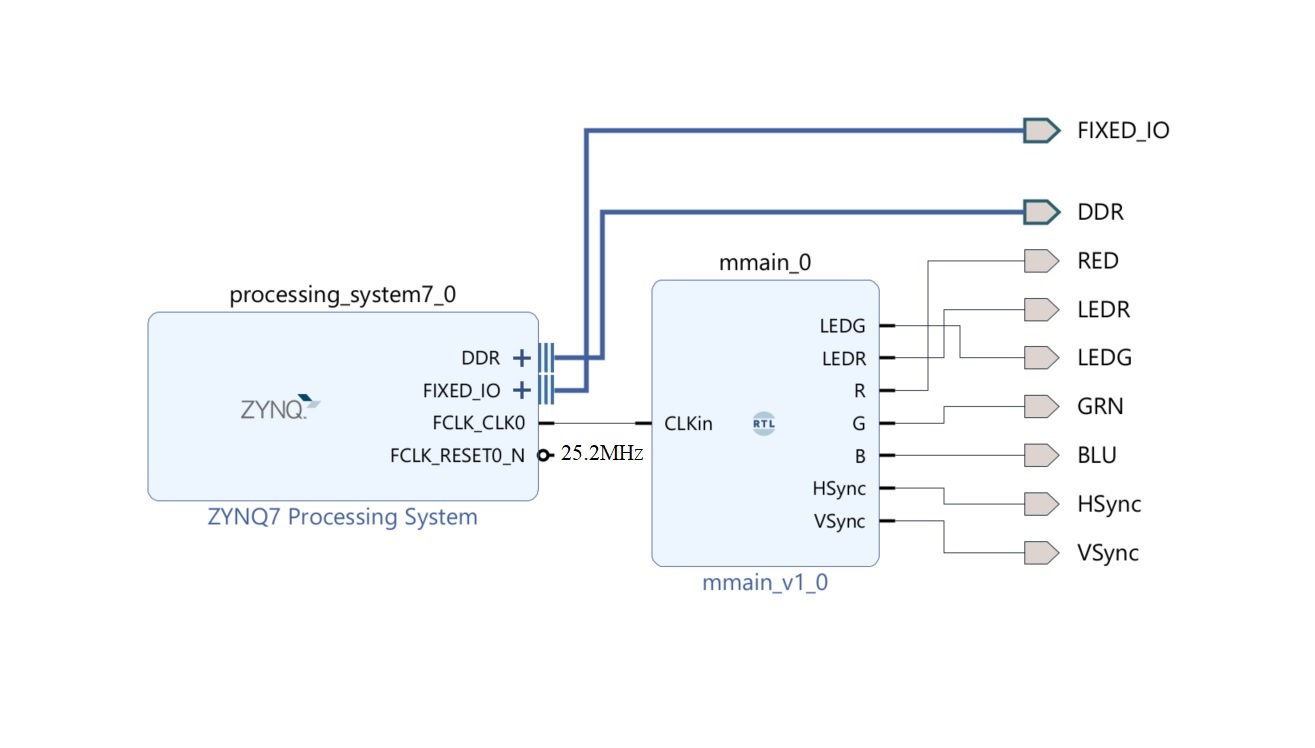 FIXED_IO
DDR
mmain_0
RED
processing_system7_0
LEDR
LEDG
LEDG
DDR
LEDR
FIXED_IO
R
GRN
ZYNQ
FCLK_CLK0
CLKin
RTL
G
FCLK_RESET0_N
25.2MHz
B
BLU
HSync
HSync
ZYNQ7 Processing System
VSync
VSync
mmain_v1_0